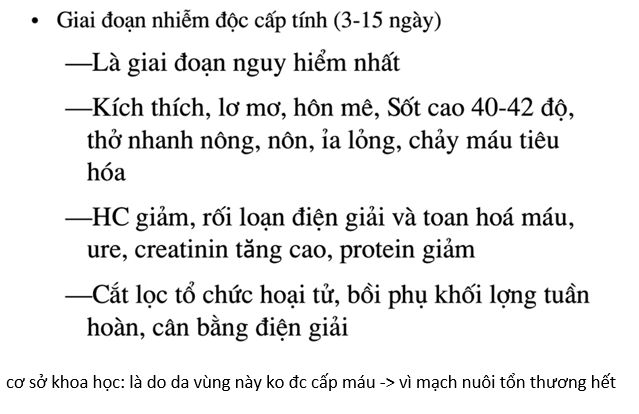 • Giai đoạn nhiễm độc cấp tính (3-15 ngày)
—Là giai đoạn nguy hiểm nhất
—Kích thích, lơ mơ, hôn mê, Sốt cao 40-42 độ,
thở nhanh nông, nôn, ỉa lỏng, chảy máu tiêu
hóa
—HC giảm, rối loạn điện giải và toan hoá máu,
ure, creatinin tăng cao, protein giảm
—Cắt lọc tổ chức hoại tử, bồi phụ khối lợng tuần
hoàn, cân bằng điện giải
cơ sở khoa học: là do da vùng này ko đc cấp máu -> vì mạch nuôi tổn thương hết